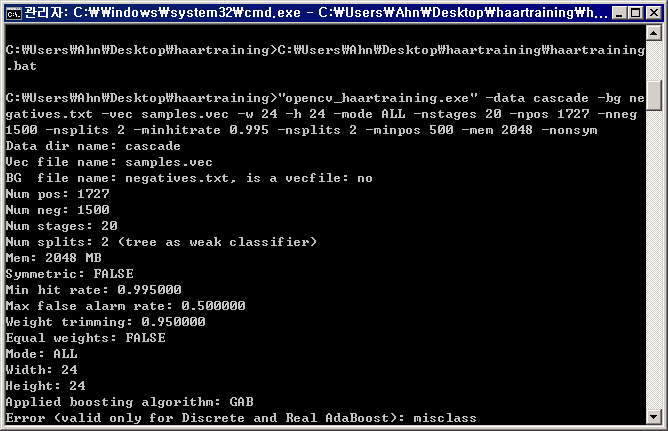 관리자: C:₩Windows₩system32₩cmd.exe - C:₩Users₩Ahn₩Desktop₩haartraining₩h...
C:₩Users₩Ahn₩Desktop₩haartraining>C:₩Users₩Ahn₩Desktop₩haartraining₩haartraining
.bat
C:₩Users₩Ahn₩Desktop₩haartraining>"opencv_haartraining.exe" -data cascade -bg ne
gatives.txt -vec samples.vec -w 24 -h 24 -mode ALL -nstages 20 -npos 1727 -nneg
1500 -nsplits 2 -minhitrate 0.995 -nsplits 2 -minpos 500 -mem 2048 -nonsym
Data dir name: cascade
Vec file name: samples.vec
BG  file name: negatives.txt, is a vecfile: no
Num pos: 1727
Num neg: 1500
Num stages: 20
Num splits: 2 (tree as weak classifier)
Mem: 2048 MB
Symmetric: FALSE
Min hit rate: 0.995000
Max false alarm rate: 0.500000
Weight trimming: 0.950000
Equal weights: FALSE
Mode: ALL
Width: 24
Height: 24
Applied boosting algorithm: GAB
Error (valid only for Discrete and Real AdaBoost): misclass